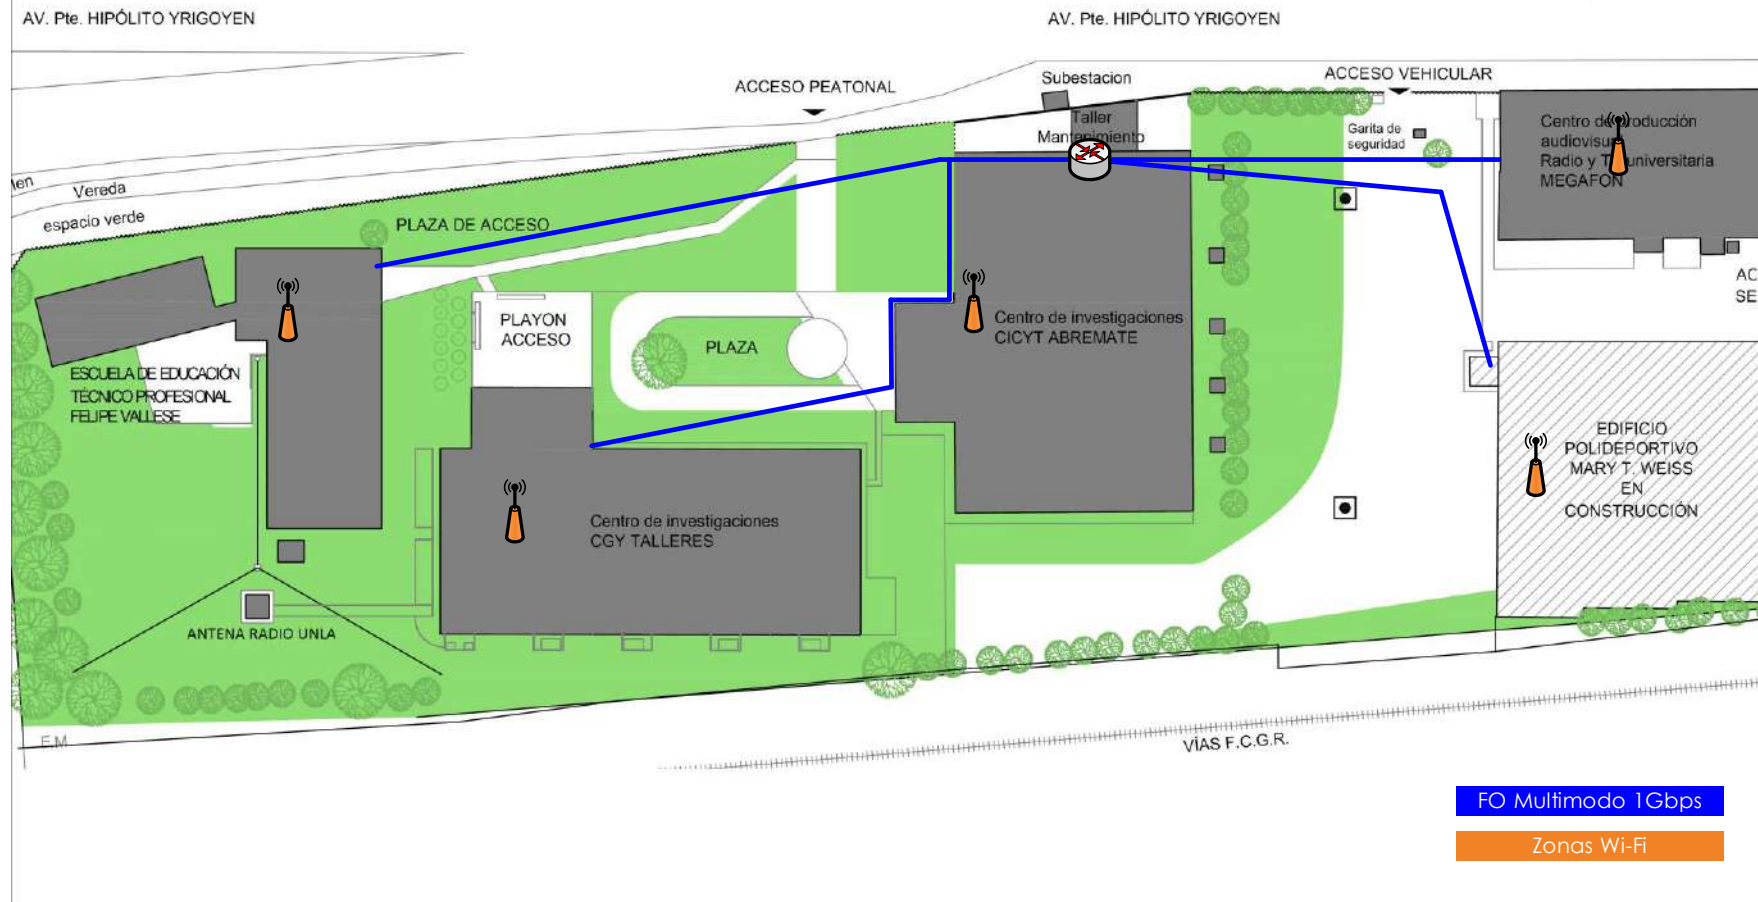 AV. Pte. HIPÓLITO YRIGOYEN
AV. Pte. HIPÓLITO YRIGOYEN
ACCESO PEATONAL
Subestacion
ACCESO VEHICULAR
Taller
Mantenimiento
Garita de
seguridad
Centro de producción
audiovisual
Radio y TV universitaria
MEGAFON
Vereda
espacio verde
PLAZA DE ACCESO
AC
SE
PLAYON
ACCESO
PLAZA
Centro de investigaciones
CICYT ABREMATE
ESCUELA DE EDUCACIÓN
TÉCNICO PROFESIONAL
FELIPE VALLESE
EDIFICIO
POLIDEPORTIVO
MARY T. WEISS
EN
CONSTRUCCIÓN
Centro de investigaciones
CGY TALLERES
ANTENA RADIO UNLA
E.M
VÍAS F.C.G.R.
FO Multimodo 1Gbps
Zonas Wi-Fi